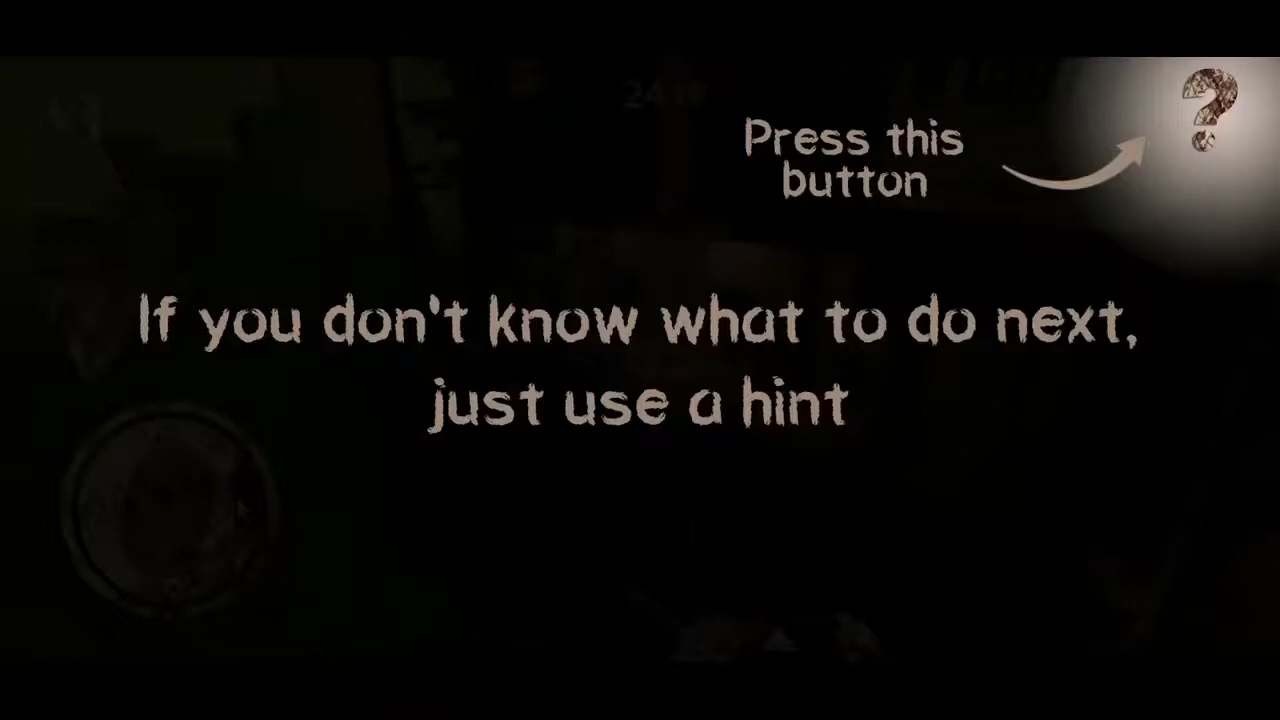 ?
Press this
button
If you don't know what to do next,
just use a hint